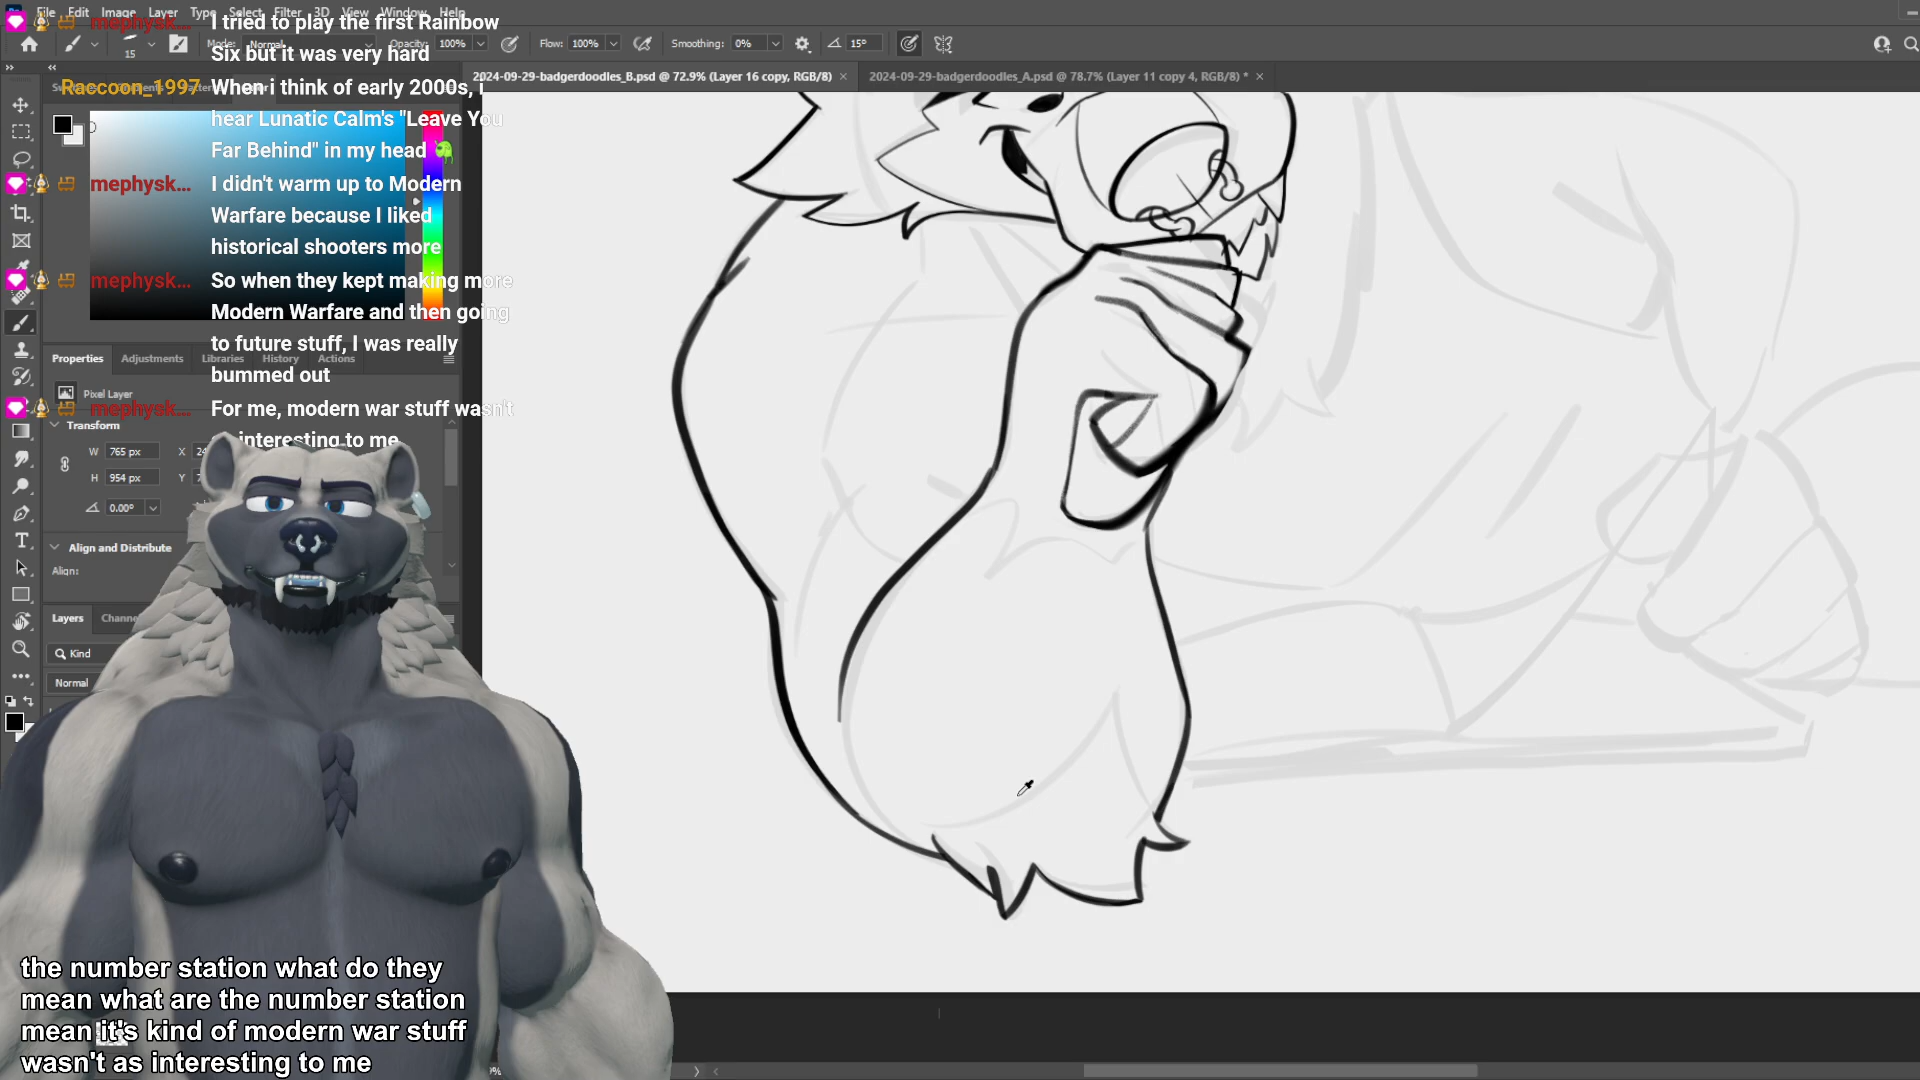 File Edit Image Layer Type Select Filter 3D View Window Help
mephysk... I tried to play the first Rainbow
Six but it was very hard
15 Mode: Normal Opacity: 100% Flow: 100% Smoothing: 0% 15°
2024-09-29-badgerdoodles_B.psd @ 72.9% (Layer 16 copy, RGB/8) 2024-09-29-badgerdoodles_A.psd @ 78.7% (Layer 11 copy 4, RGB/8) *
Raccoon_1997 When i think of early 2000s, i
hear Lunatic Calm's "Leave You
Far Behind" in my head
mephysk... I didn't warm up to Modern
Warfare because I liked
historical shooters more
mephysk... So when they kept making more
Modern Warfare and then going
to future stuff, I was really
bummed out
Properties Adjustments Libraries History Actions
Pixel Layer
mephysk... For me, modern war stuff wasn't
interesting to me
Transform
W 765 px X
H 954 px Y
0.00°
Align and Distribute
Align:
Layers
Kind
Normal
the number station what do they
mean what are the number station
mean it's kind of modern war stuff
wasn't as interesting to me